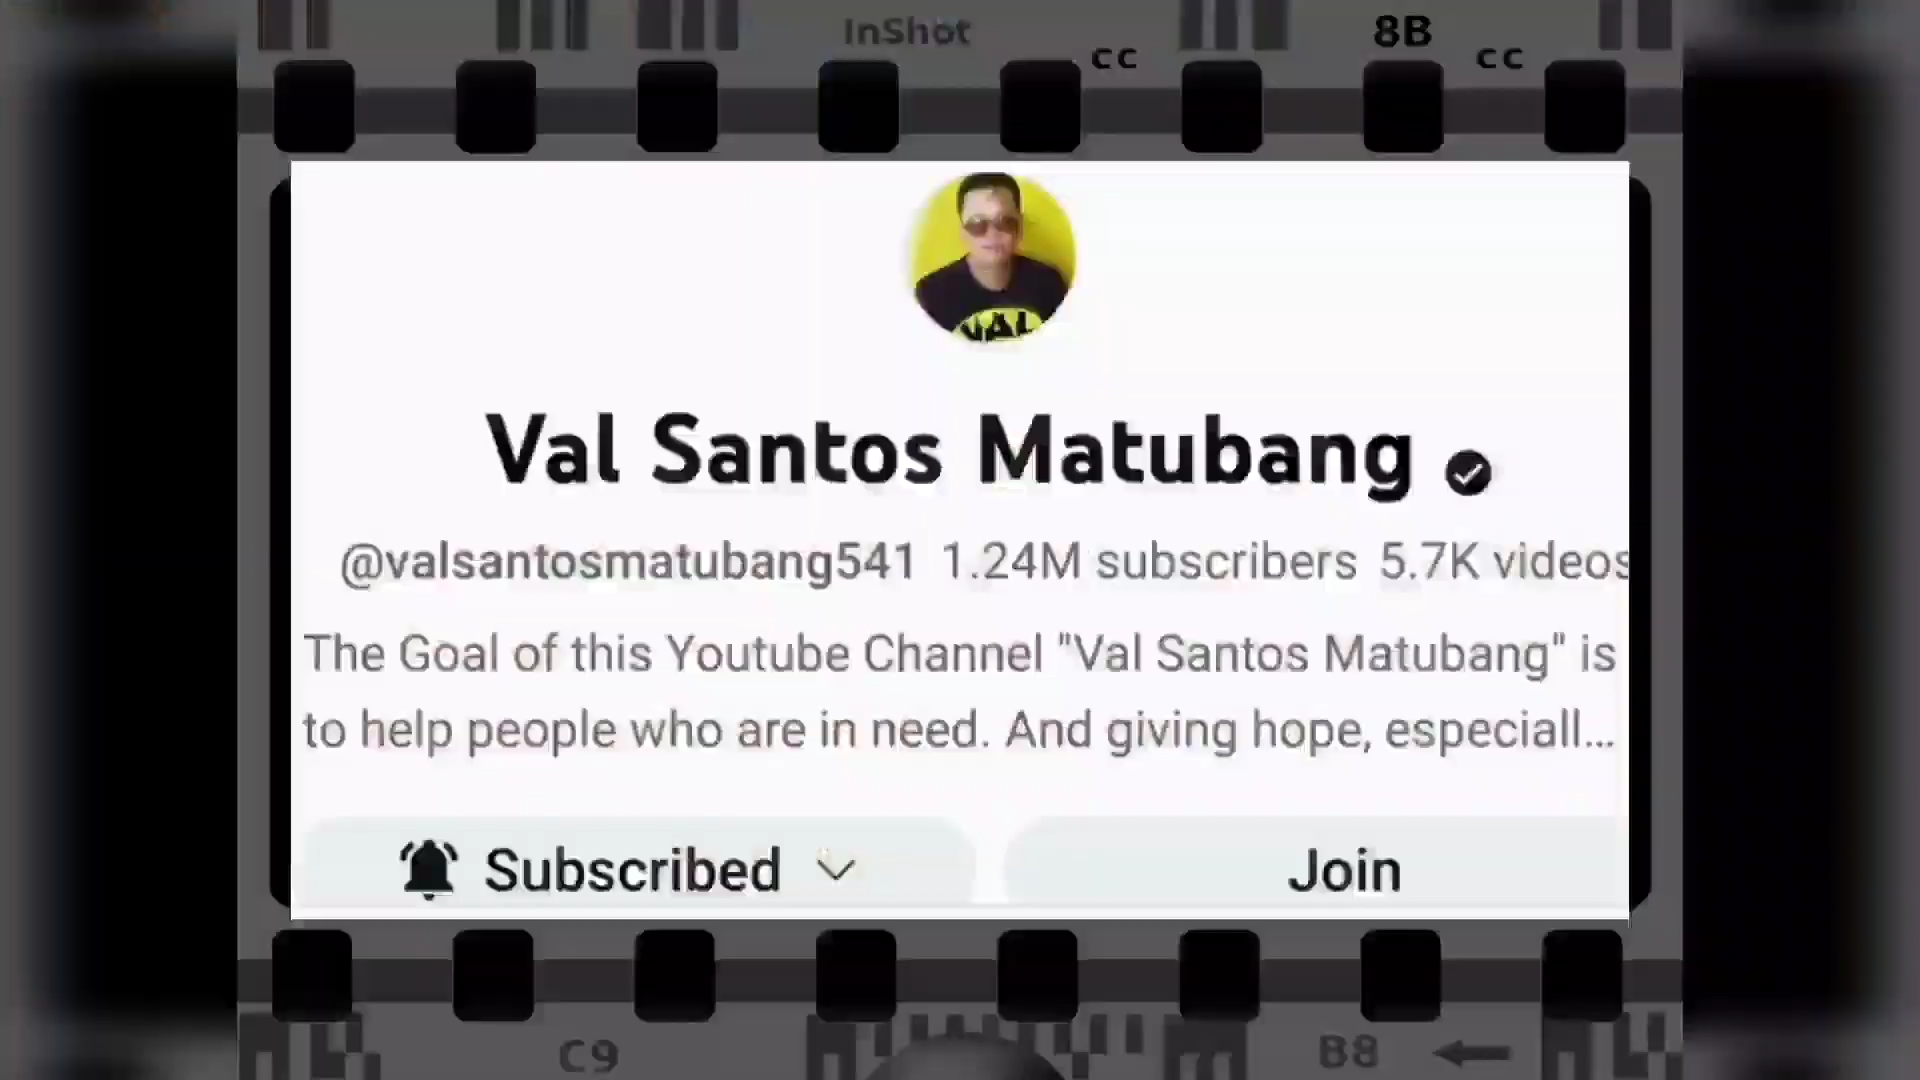 InShot
8B
CC
CC
VAL
Val Santos Matubang
@valsantosmatubang541 1.24M subscribers 5.7K videos
The Goal of this Youtube Channel "Val Santos Matubang" is
to help people who are in need. And giving hope, especiall...
Subscribed
Join
C9
B8